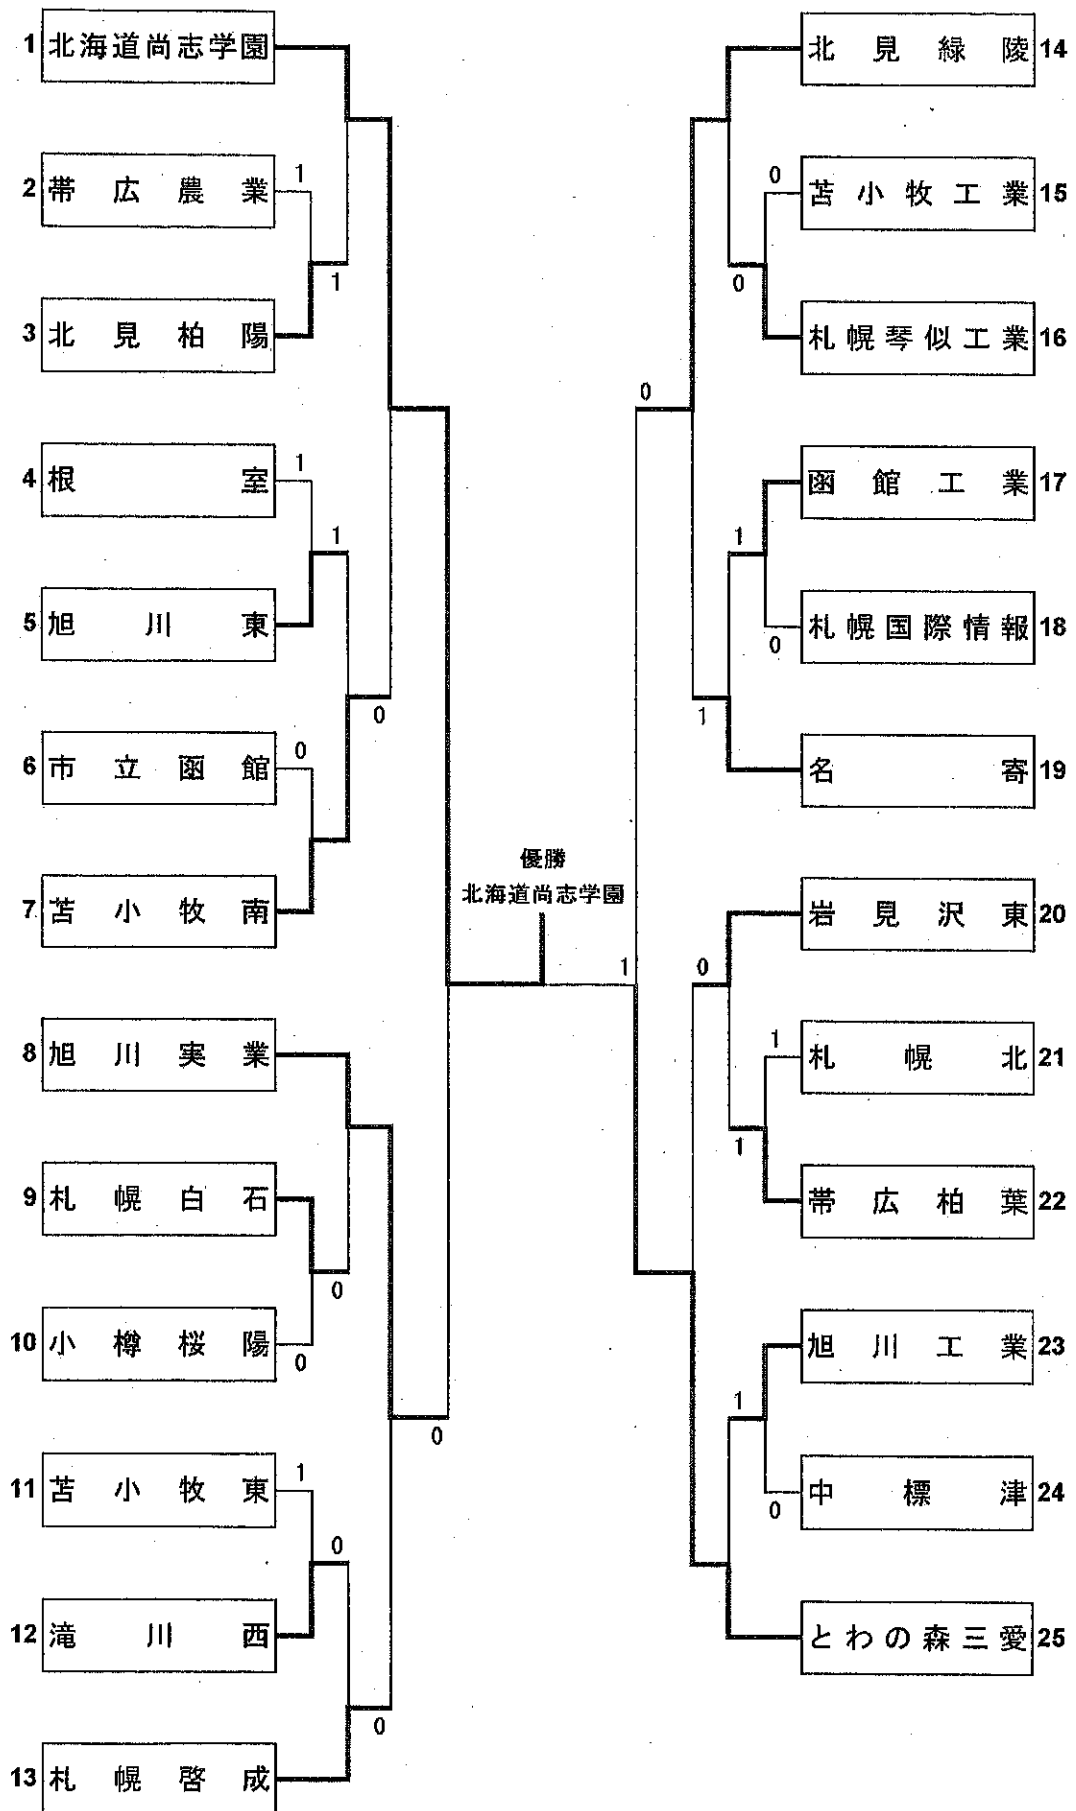 1 北海道尚志学園
2 帯広農業 1
1
3 北見柏陽
4 根室 1
1
5 旭川東
0
6 市立函館 0
7 苫小牧南
8 旭川実業
9 札幌白石
0
10 小樽桜陽 0
0
11 苫小牧東 1
0
12 滝川西
0
13 札幌啓成
優勝
北海道尚志学園
1
北見緑陵 14
0 苫小牧工業 15
0
札幌琴似工業 16
0
函館工業 17
1
0 札幌国際情報 18
1
名寄 19
岩見沢東 20
0
1 札幌北 21
1
帯広柏葉 22
旭川工業 23
1
0 中標津 24
とわの森三愛 25